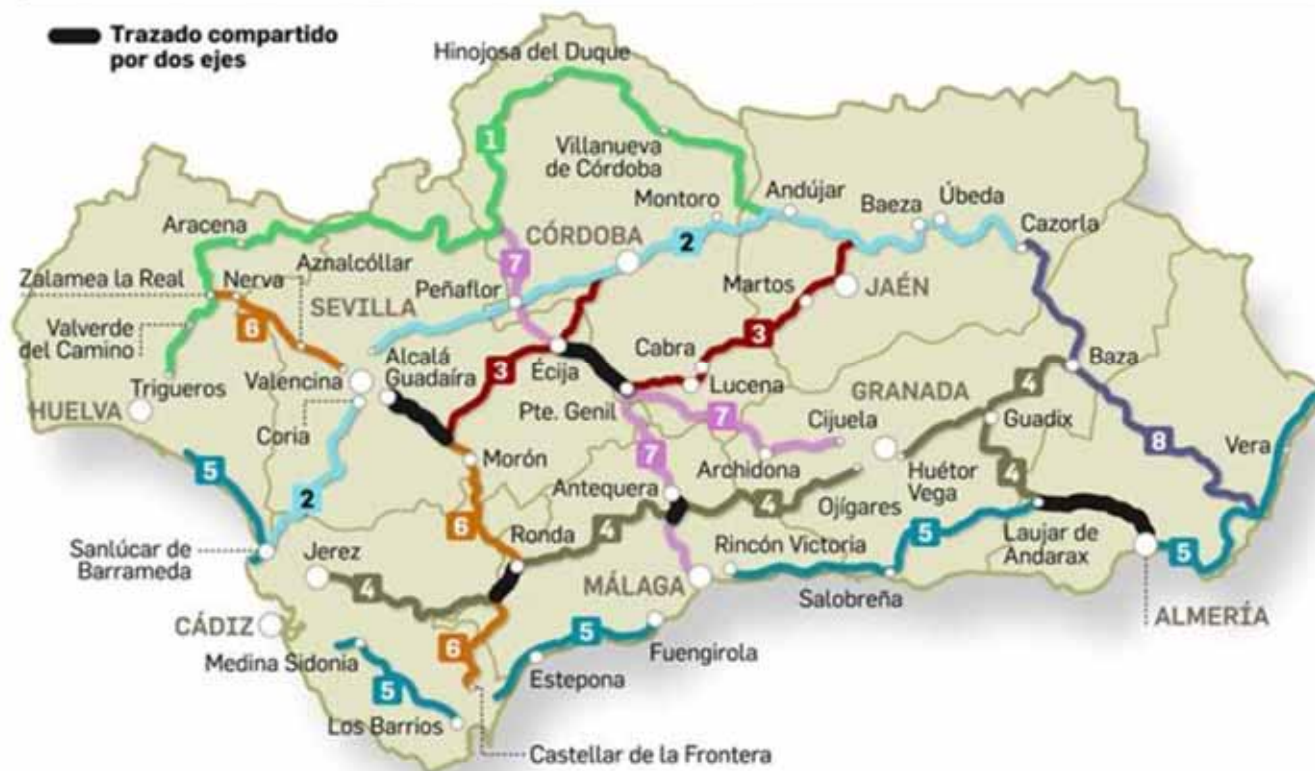 Trazado compartido
por dos ejes
Hinojosa del Duque
1
Villanueva
de Córdoba
Montoro
Andújar
Baeza
Úbeda
Cazorla
Aracena
CÓRDOBA
2
7
Zalamea la Real
Nerva
Aznalcóllar
SEVILLA
Peñaflor
Martos
JAÉN
Valverde
del Camino
6
3
Cabra
Baza
Trigueros
Valencina
Alcalá
Guadaíra
3
Écija
Lucena
GRANADA
4
HUELVA
Pte. Genil
7
Cijuela
Guadix
Coria
8
Vera
5
Morón
7
Archidona
Huétor
Vega
4
2
Antequera
Ojígares
6
Ronda
4
4
5
Laujar de
Andarax
5
Sanlúcar de
Barrameda
Jerez
Rincón Victoria
4
MÁLAGA
Salobreña
ALMERÍA
CÁDIZ
6
5
Fuengirola
Medina Sidonia
5
Estepona
Los Barrios
Castellar de la Frontera